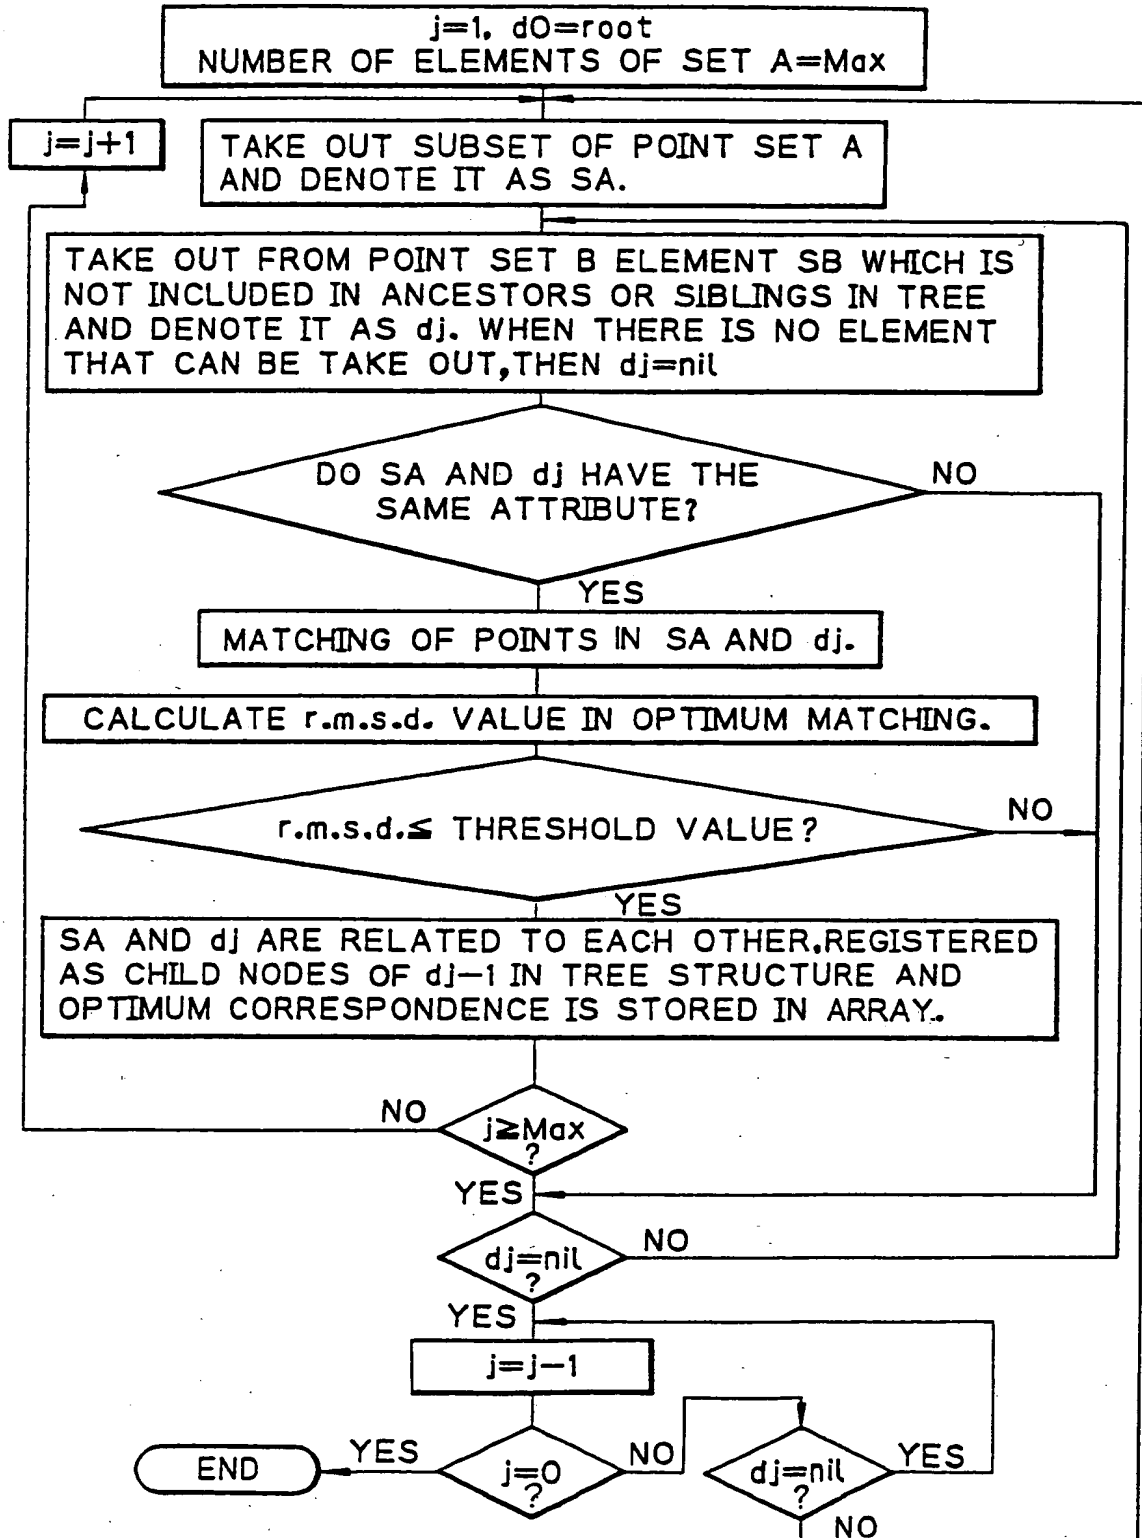 j=1, d0=root
NUMBER OF ELEMENTS OF SET A=Max
j=j+1
TAKE OUT SUBSET OF POINT SET A
AND DENOTE IT AS SA.
TAKE OUT FROM POINT SET B ELEMENT SB WHICH IS
NOT INCLUDED IN ANCESTORS OR SIBLINGS IN TREE
AND DENOTE IT AS dj. WHEN THERE IS NO ELEMENT
THAT CAN BE TAKE OUT,THEN dj=nil
DO SA AND dj HAVE THE
SAME ATTRIBUTE?
NO
YES
MATCHING OF POINTS IN SA AND dj.
CALCULATE r.m.s.d. VALUE IN OPTIMUM MATCHING.
r.m.s.d.≦ THRESHOLD VALUE?
NO
YES
SA AND dj ARE RELATED TO EACH OTHER,REGISTERED
AS CHILD NODES OF dj-1 IN TREE STRUCTURE AND
OPTIMUM CORRESPONDENCE IS STORED IN ARRAY.
NO
j≧Max
?
YES
dj=nil
?
NO
YES
j=j-1
END
YES
j=0
?
NO
dj=nil
?
YES
NO